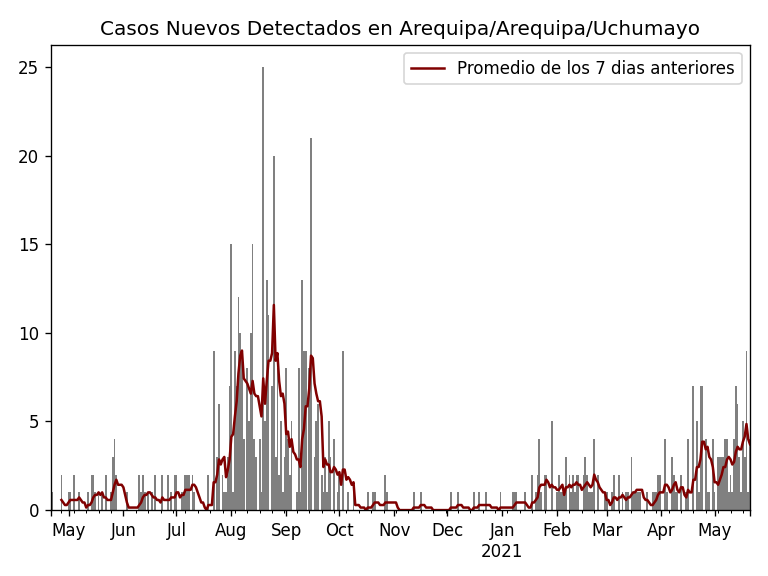 Casos Nuevos Detectados en Arequipa/Arequipa/Uchumayo
Promedio de los 7 dias anteriores
25
20
15
10
5
0
May Jun Jul Aug Sep Oct Nov Dec Jan Feb Mar Apr May
2021